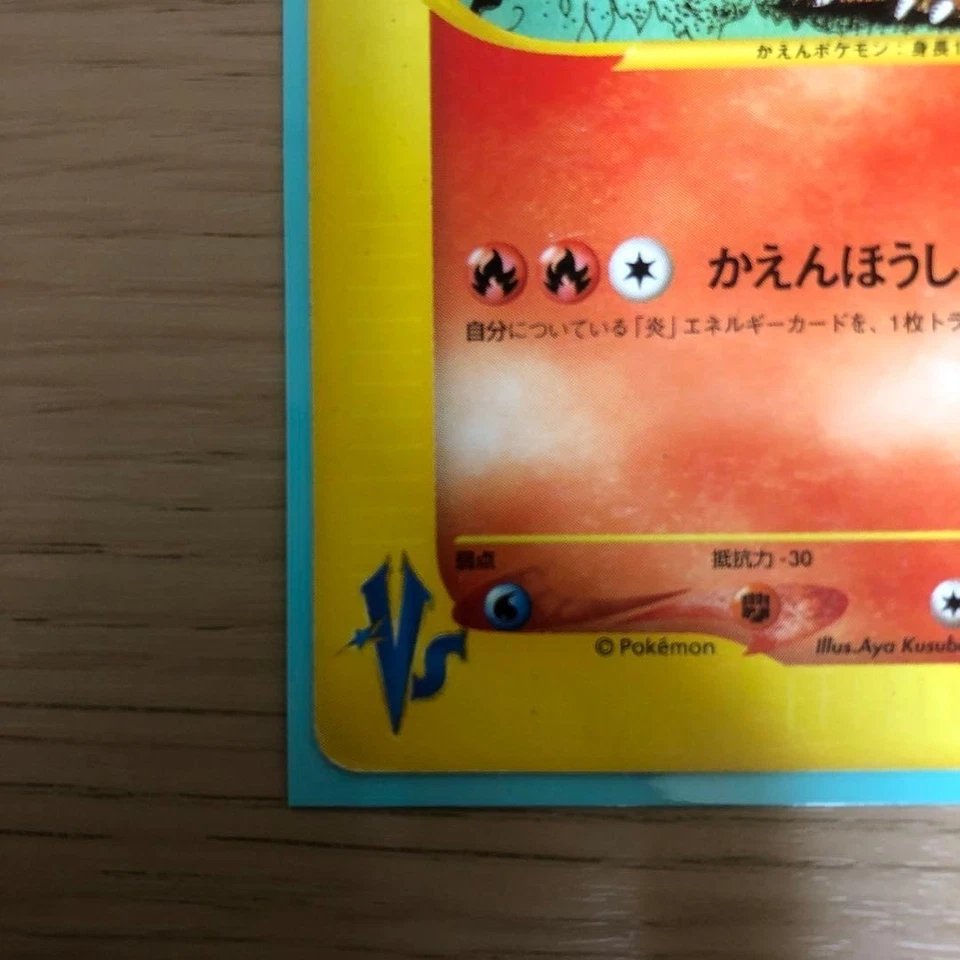 かえんポケモン：身長1
かえんほうし
自分についている「炎」エネルギーカードを、1枚トラ
弱点 抵抗力 -30
© Pokémon Illus.Aya Kusub
VS